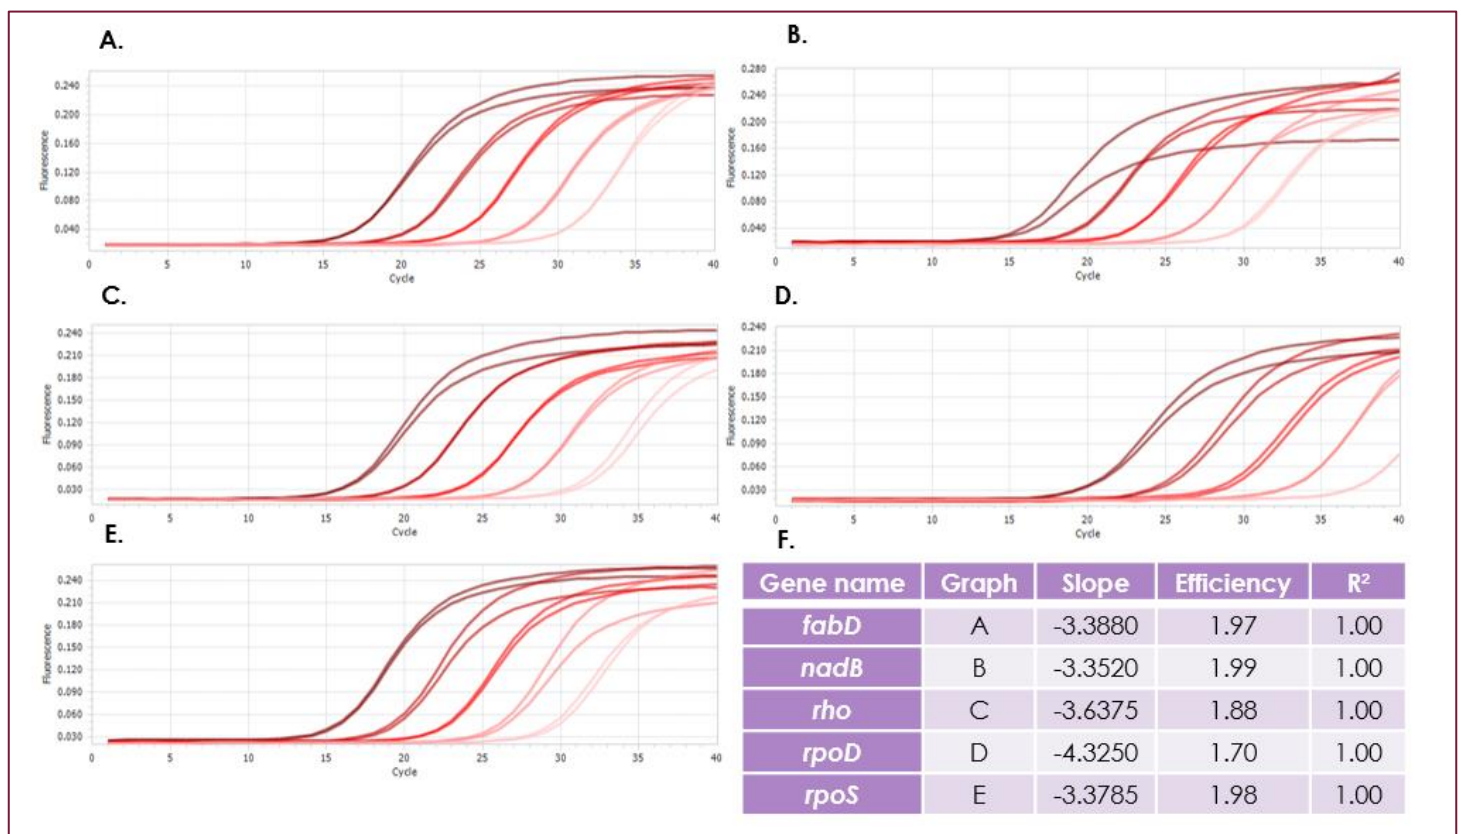 A.
0.240
0.200
0.160
0.120
0.080
0.040
Fluorescence
0 5 10 15 20 25 30 35 40
Cycle
B.
0.280
0.240
0.200
0.160
0.120
0.080
0.040
Fluorescence
0 5 10 15 20 25 30 35 40
Cycle
C.
0.240
0.210
0.180
0.150
0.120
0.090
0.060
0.030
Fluorescence
0 5 10 15 20 25 30 35 40
Cycle
D.
0.240
0.210
0.180
0.150
0.120
0.090
0.060
0.030
Fluorescence
0 5 10 15 20 25 30 35 40
Cycle
E.
0.240
0.210
0.180
0.150
0.120
0.090
0.060
0.030
Fluorescence
0 5 10 15 20 25 30 35 40
Cycle
F.
Gene name Graph Slope Efficiency R²
fabD A -3.3880 1.97 1.00
nadB B -3.3520 1.99 1.00
rho C -3.6375 1.88 1.00
rpoD D -4.3250 1.70 1.00
rpoS E -3.3785 1.98 1.00